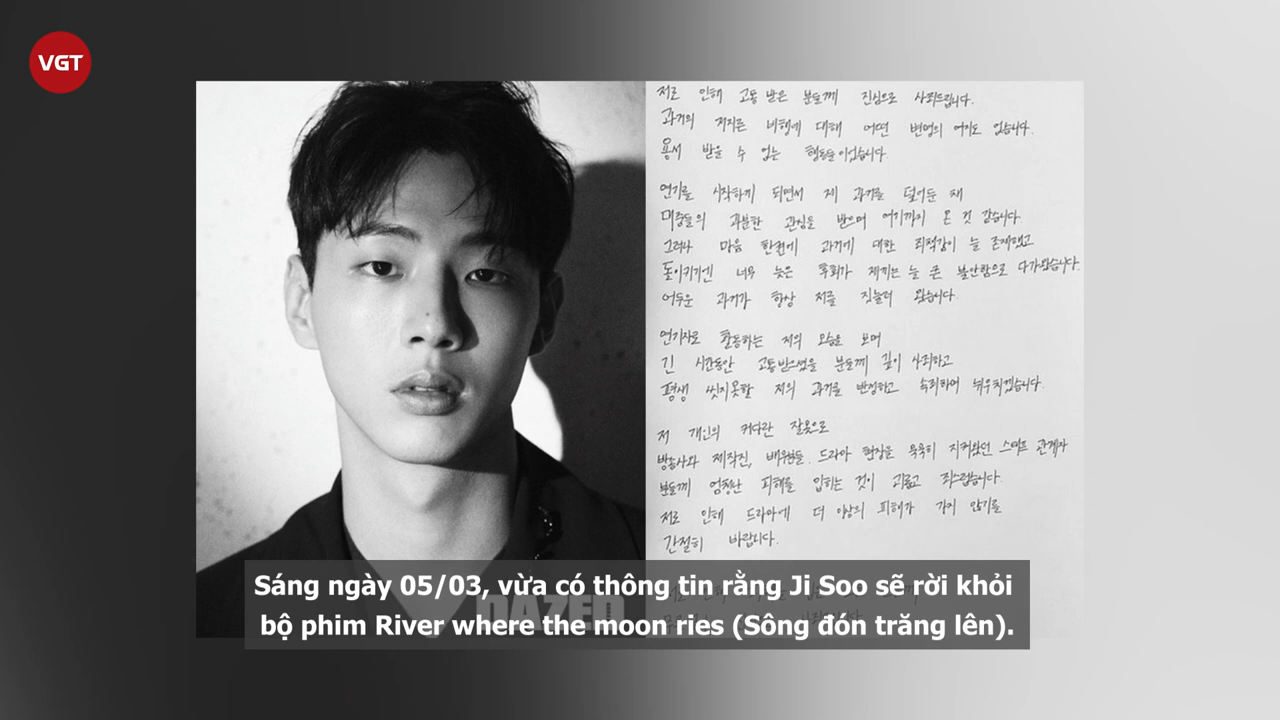 VGT
저로 인해 고통 받은 분들께 진심으로 사죄드립니다.
과거의 저지른 비행에 대해 어떤 변명의 여지도 없습니다.
용서 받을 수 없는 행동들이었습니다.
연기를 시작하게 되면서 제 과거를 덮어둔 채
대중들의 과분한 관심을 받으며 여기까지 온 것 같습니다.
그러나 마음 한켠에 과거에 대한 죄책감이 늘 존재했고
돌이키기엔 너무 늦은 후회가 제게는 늘 큰 불안함으로 다가왔습니다.
어두운 과거가 항상 저를 짓눌러 왔습니다.
연기자로 활동하는 저의 모습을 보며
긴 시간동안 고통받으셨을 분들께 깊이 사죄하고
평생 씻지못할 저의 과거를 반성하고 속죄하며 뉘우치겠습니다.
저 개인의 커다란 잘못으로
방송사와 제작진, 배우분들, 드라마 현장을 묵묵히 지켜왔던 스텝분 관계자
분들께 엄청난 피해를 입히는 것이 괴롭고 죄스럽습니다.
저로 인해 드라마에 더 이상의 피해가 가지 않기를
간절히 바랍니다.
DAZED
Sáng ngày 05/03, vừa có thông tin rằng Ji Soo sẽ rời khỏi
bộ phim River where the moon ries (Sông đón trăng lên).